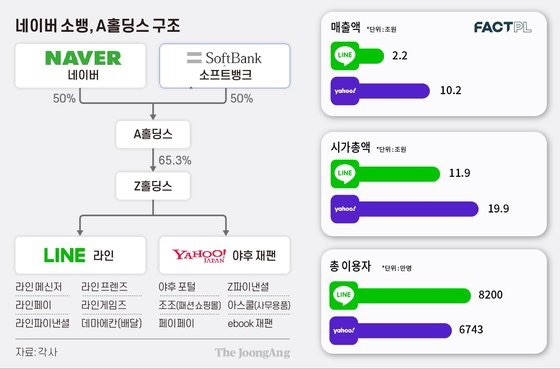 네이버 소뱅, A홀딩스 구조
NAVER
네이버
SoftBank
소프트뱅크
50%
50%
A홀딩스
65.3%
Z홀딩스
LINE 라인
YAHOO! JAPAN 야후 재팬
라인 메신저
라인 프렌즈
라인페이
라인게임즈
라인파이낸셜
데마에칸(배달)
야후 포털
Z파이낸셜
조조(패션쇼핑몰)
아스쿨(사무용품)
페이페이
ebook 재팬
자료: 각사
The JoongAng
매출액 *단위: 조원
FACTPL
LINE
2.2
yahoo!
10.2
시가총액 *단위: 조원
LINE
11.9
yahoo!
19.9
총 이용자 *단위: 만명
LINE
8200
yahoo!
6743